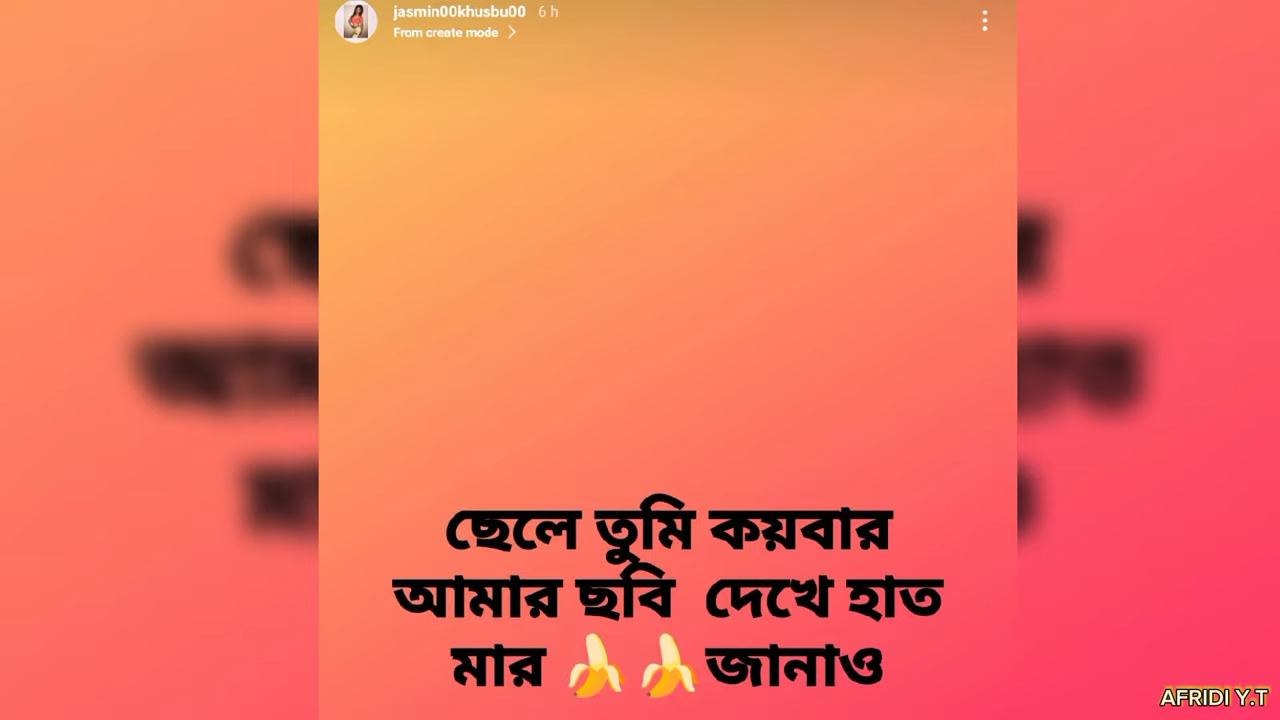 jasmin00khusbu00 6 h
From create mode
ছেলে তুমি কয়বার
আমার ছবি দেখে হাত
মার 🍌🍌জানাও
AFRIDI Y.T